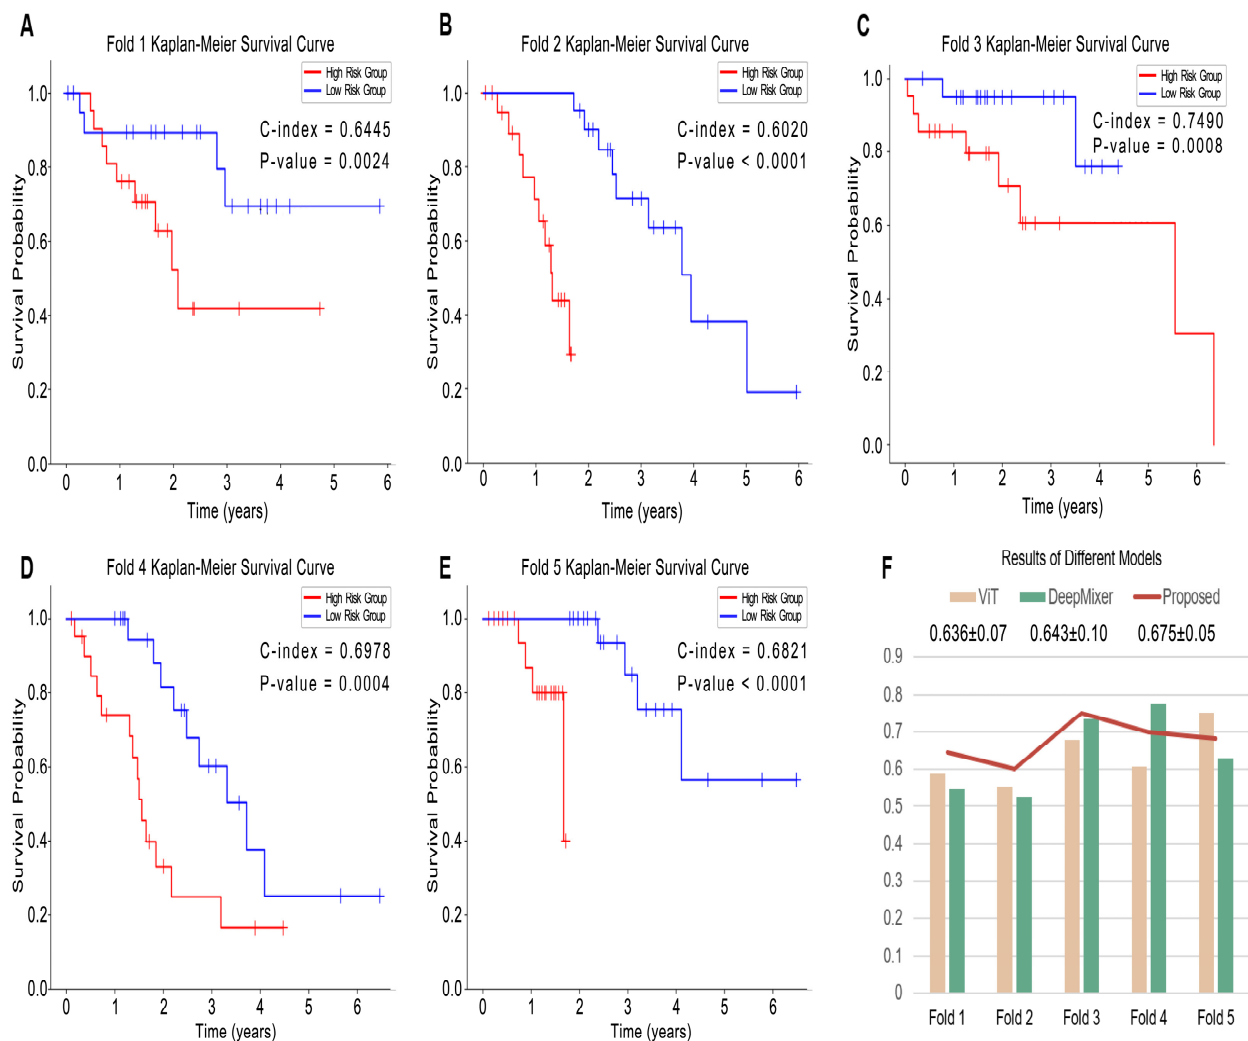 A
Fold 1 Kaplan-Meier Survival Curve
High Risk Group
Low Risk Group
C-index = 0.6445
P-value = 0.0024
Survival Probability
1.0
0.8
0.6
0.4
0.2
0.0
0 1 2 3 4 5 6
Time (years)
B
Fold 2 Kaplan-Meier Survival Curve
High Risk Group
Low Risk Group
C-index = 0.6020
P-value < 0.0001
Survival Probability
1.0
0.8
0.6
0.4
0.2
0.0
0 1 2 3 4 5 6
Time (years)
C
Fold 3 Kaplan-Meier Survival Curve
High Risk Group
Low Risk Group
C-index = 0.7490
P-value = 0.0008
Survival Probability
1.0
0.8
0.6
0.4
0.2
0.0
0 1 2 3 4 5 6
Time (years)
D
Fold 4 Kaplan-Meier Survival Curve
High Risk Group
Low Risk Group
C-index = 0.6978
P-value = 0.0004
Survival Probability
1.0
0.8
0.6
0.4
0.2
0.0
0 1 2 3 4 5 6
Time (years)
E
Fold 5 Kaplan-Meier Survival Curve
High Risk Group
Low Risk Group
C-index = 0.6821
P-value < 0.0001
Survival Probability
1.0
0.8
0.6
0.4
0.2
0.0
0 1 2 3 4 5 6
Time (years)
F
Results of Different Models
ViT DeepMixer Proposed
0.636±0.07 0.643±0.10 0.675±0.05
0.9
0.8
0.7
0.6
0.5
0.4
0.3
0.2
0.1
0
Fold 1 Fold 2 Fold 3 Fold 4 Fold 5